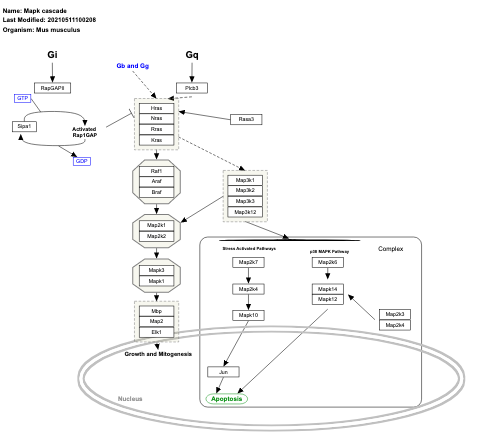 Name: Mapk cascade
Last Modified: 20210511100208
Organism: Mus musculus
Gi
Gq
Gb and Gg
RapGAPII
Plcb3
GTP
Hras
Nras
Rras
Kras
Rasa3
Sipa1
Activated
Rap1GAP
GDP
Raf1
Araf
Braf
Map3k1
Map3k2
Map3k3
Map3k12
Map2k1
Map2k2
Complex
Stress Activated Pathways
p38 MAPK Pathway
Map2k7
Map2k6
Mapk3
Mapk1
Map2k4
Mapk14
Mapk12
Mbp
Map2
Elk1
Mapk10
Map2k3
Map2k4
Growth and Mitogenesis
Jun
Nucleus
Apoptosis